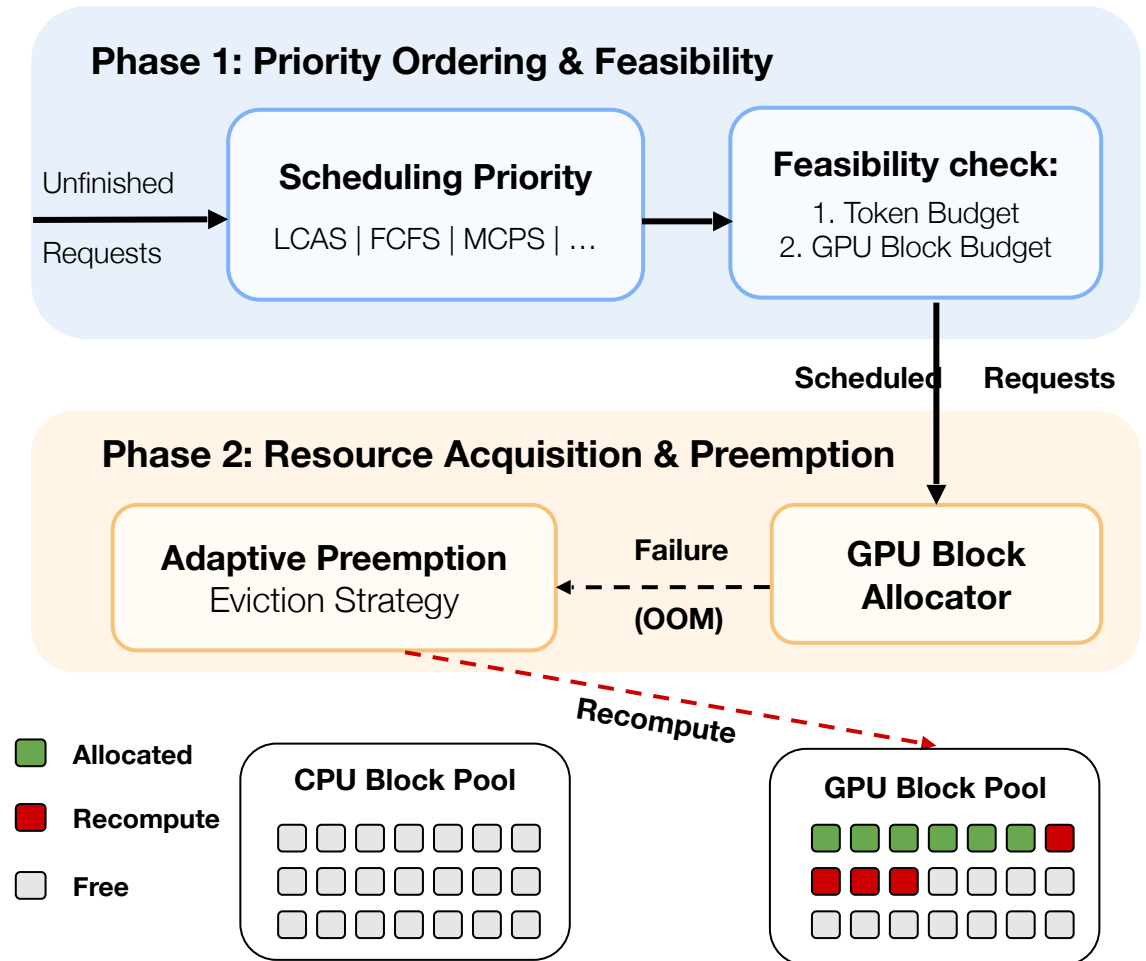 Phase 1: Priority Ordering & Feasibility
Unfinished
Requests
Scheduling Priority
LCAS | FCFS | MCPS | …
Feasibility check:
1. Token Budget
2. GPU Block Budget
Scheduled Requests
Phase 2: Resource Acquisition & Preemption
Adaptive Preemption
Eviction Strategy
Failure
(OOM)
GPU Block
Allocator
Recompute
Allocated
Recompute
Free
CPU Block Pool
GPU Block Pool